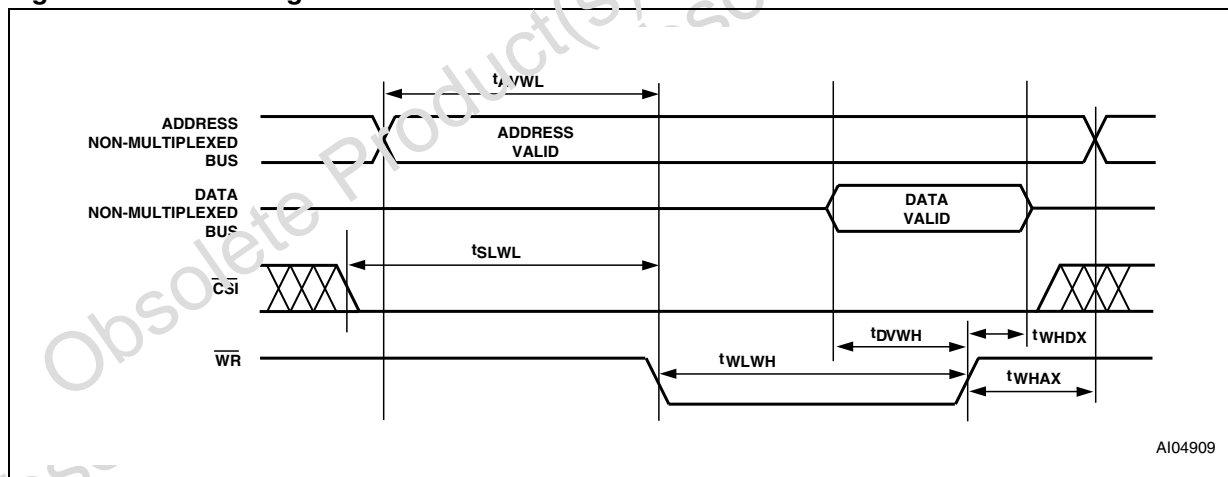 Obsolete Product(s)
tAVWL
ADDRESS
NON-MULTIPLEXED
BUS
ADDRESS
VALID
DATA
NON-MULTIPLEXED
BUS
DATA
VALID
tSLWL
CSI
tDVWH
tWHDX
WR
tWLWH
tWHAX
AI04909